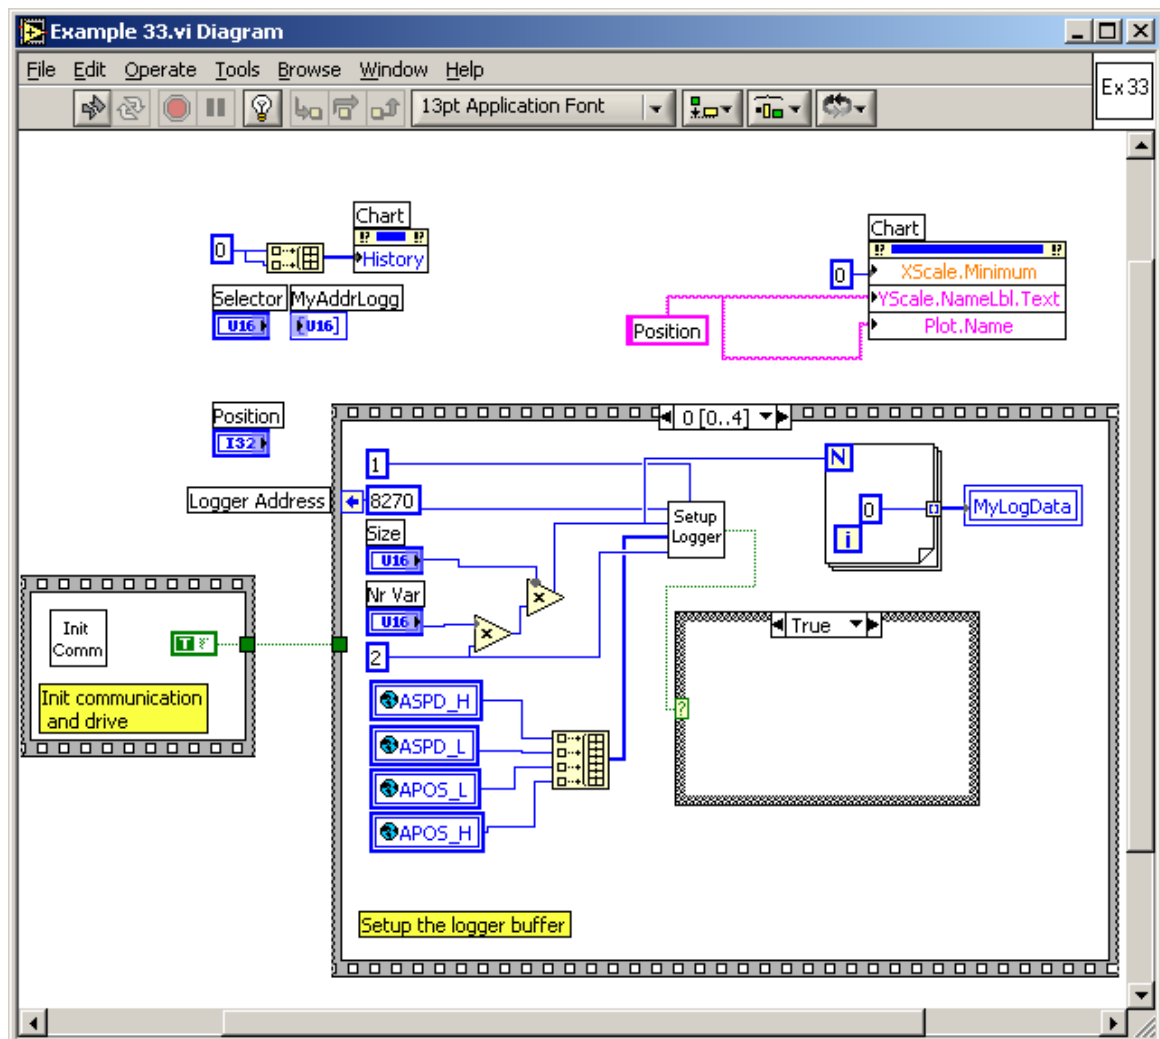 Example 33.vi Diagram
File Edit Operate Tools Browse Window Help
Ex 33
13pt Application Font
Chart
History
0
Selector
U16
MyAddrLogg
[U16]
Chart
XScale.Minimum
YScale.NameLbl.Text
Plot.Name
0
Position
Position
I32
Logger Address
0 [0..4]
1
8270
Size
U16
Nr Var
U16
2
x
x
Setup
Logger
N
0
i
MyLogData
True
?
Init
Comm
T
Init communication
and drive
ASPD_H
ASPD_L
APOS_L
APOS_H
Setup the logger buffer